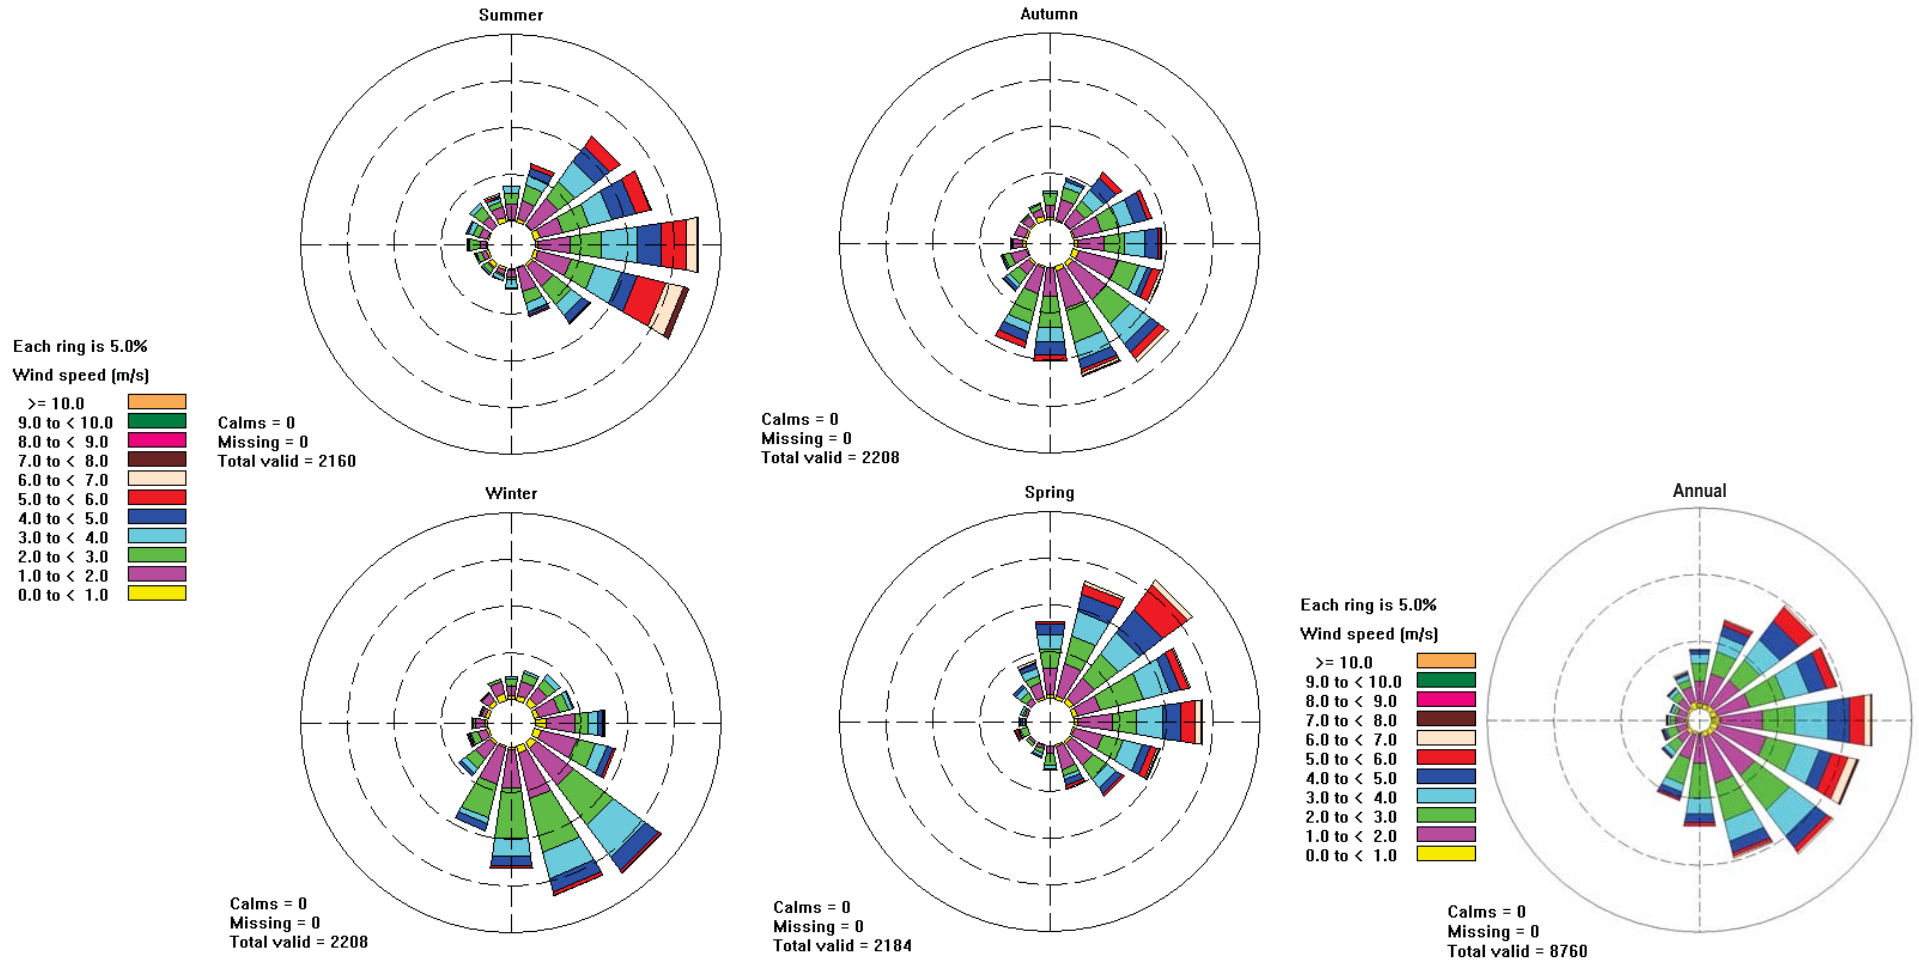 Summer
Autumn
Each ring is 5.0%
Wind speed (m/s)
>= 10.0
9.0 to < 10.0
8.0 to < 9.0
7.0 to < 8.0
6.0 to < 7.0
5.0 to < 6.0
4.0 to < 5.0
3.0 to < 4.0
2.0 to < 3.0
1.0 to < 2.0
0.0 to < 1.0
Calms = 0
Missing = 0
Total valid = 2160
Calms = 0
Missing = 0
Total valid = 2208
Winter
Spring
Annual
Calms = 0
Missing = 0
Total valid = 2208
Calms = 0
Missing = 0
Total valid = 2184
Each ring is 5.0%
Wind speed (m/s)
>= 10.0
9.0 to < 10.0
8.0 to < 9.0
7.0 to < 8.0
6.0 to < 7.0
5.0 to < 6.0
4.0 to < 5.0
3.0 to < 4.0
2.0 to < 3.0
1.0 to < 2.0
0.0 to < 1.0
Calms = 0
Missing = 0
Total valid = 8760